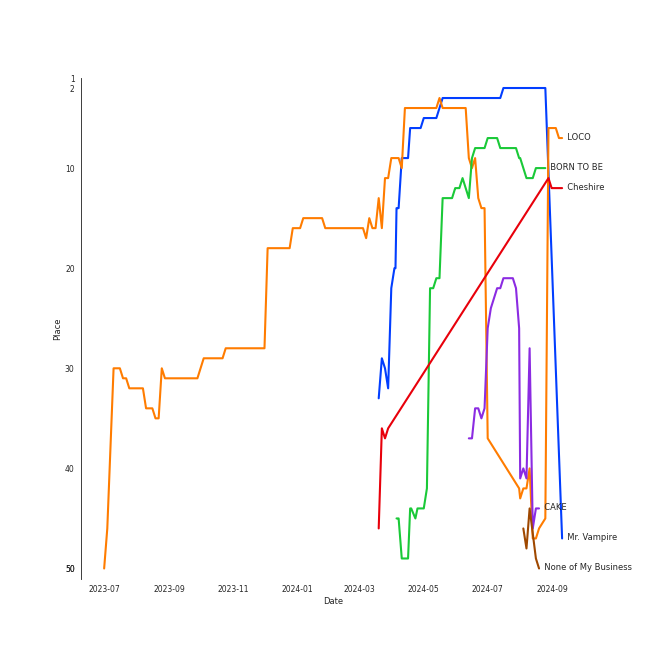 1
2
10
20
30
40
50
Place
LOCO
BORN TO BE
Cheshire
CAKE
Mr. Vampire
None of My Business
2023-07 2023-09 2023-11 2024-01 2024-03 2024-05 2024-07 2024-09
Date